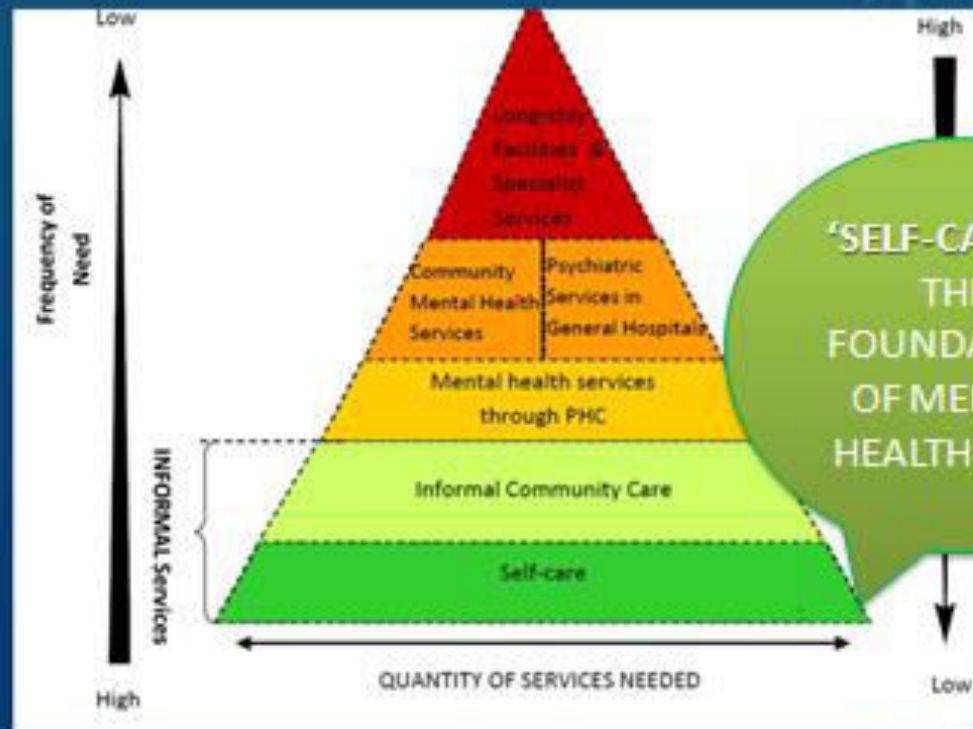 Low
High
Frequency of
Need
Longstay
Facilities &
Specialist
Services
Community
Mental Health
Services
Psychiatric
Services in
General Hospitals
Mental health services
through PHC
INFORMAL Services
Informal Community Care
Self-care
'SELF-CA
TH
FOUNDA
OF ME
HEALTH
QUANTITY OF SERVICES NEEDED
High
Low